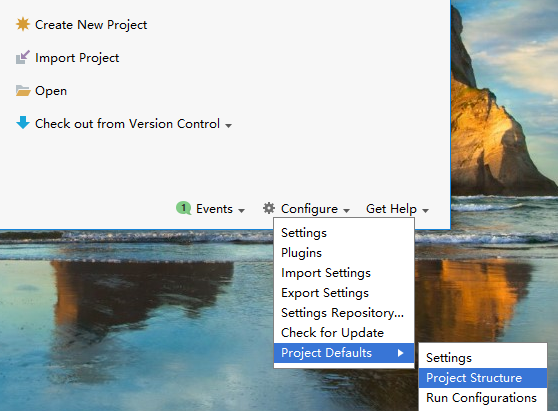 Create New Project
Import Project
Open
Check out from Version Control
1 Events Configure Get Help
Settings
Plugins
Import Settings
Export Settings
Settings Repository...
Check for Update
Project Defaults
Settings
Project Structure
Run Configurations